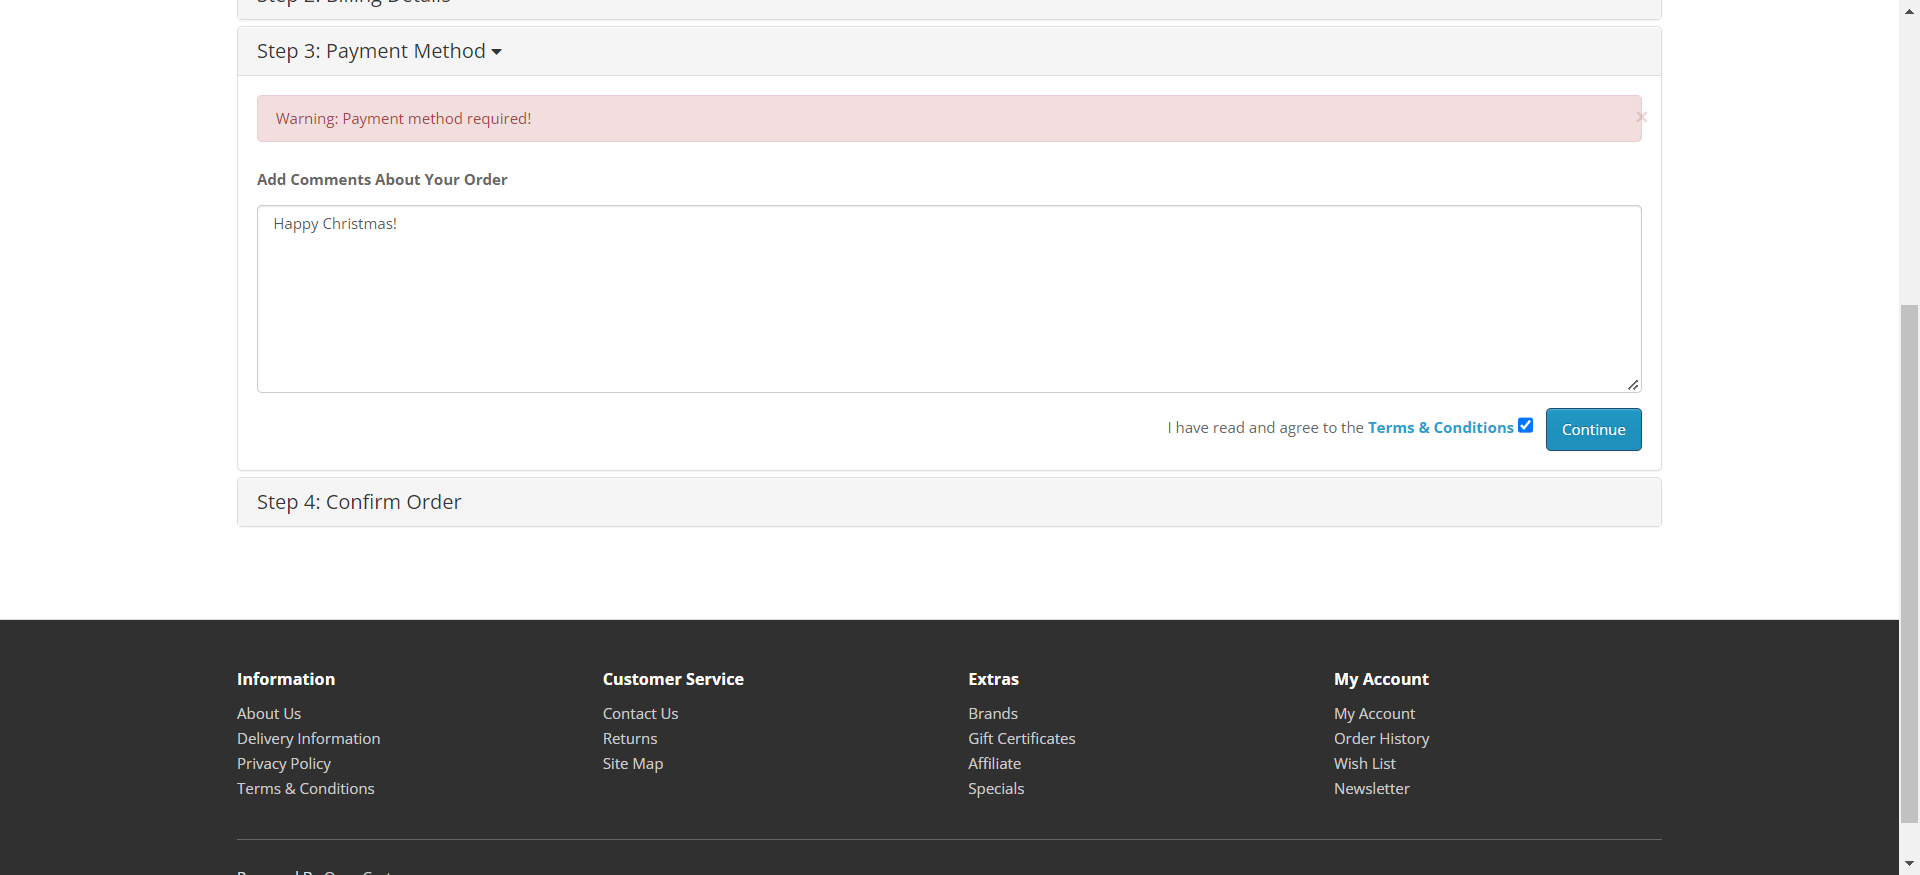 Step 2: Billing Details
Step 3: Payment Method
Warning: Payment method required!
×
Add Comments About Your Order
Happy Christmas!
I have read and agree to the Terms & Conditions
Continue
Step 4: Confirm Order
Information
About Us
Delivery Information
Privacy Policy
Terms & Conditions
Customer Service
Contact Us
Returns
Site Map
Extras
Brands
Gift Certificates
Affiliate
Specials
My Account
My Account
Order History
Wish List
Newsletter
Powered By OpenCart